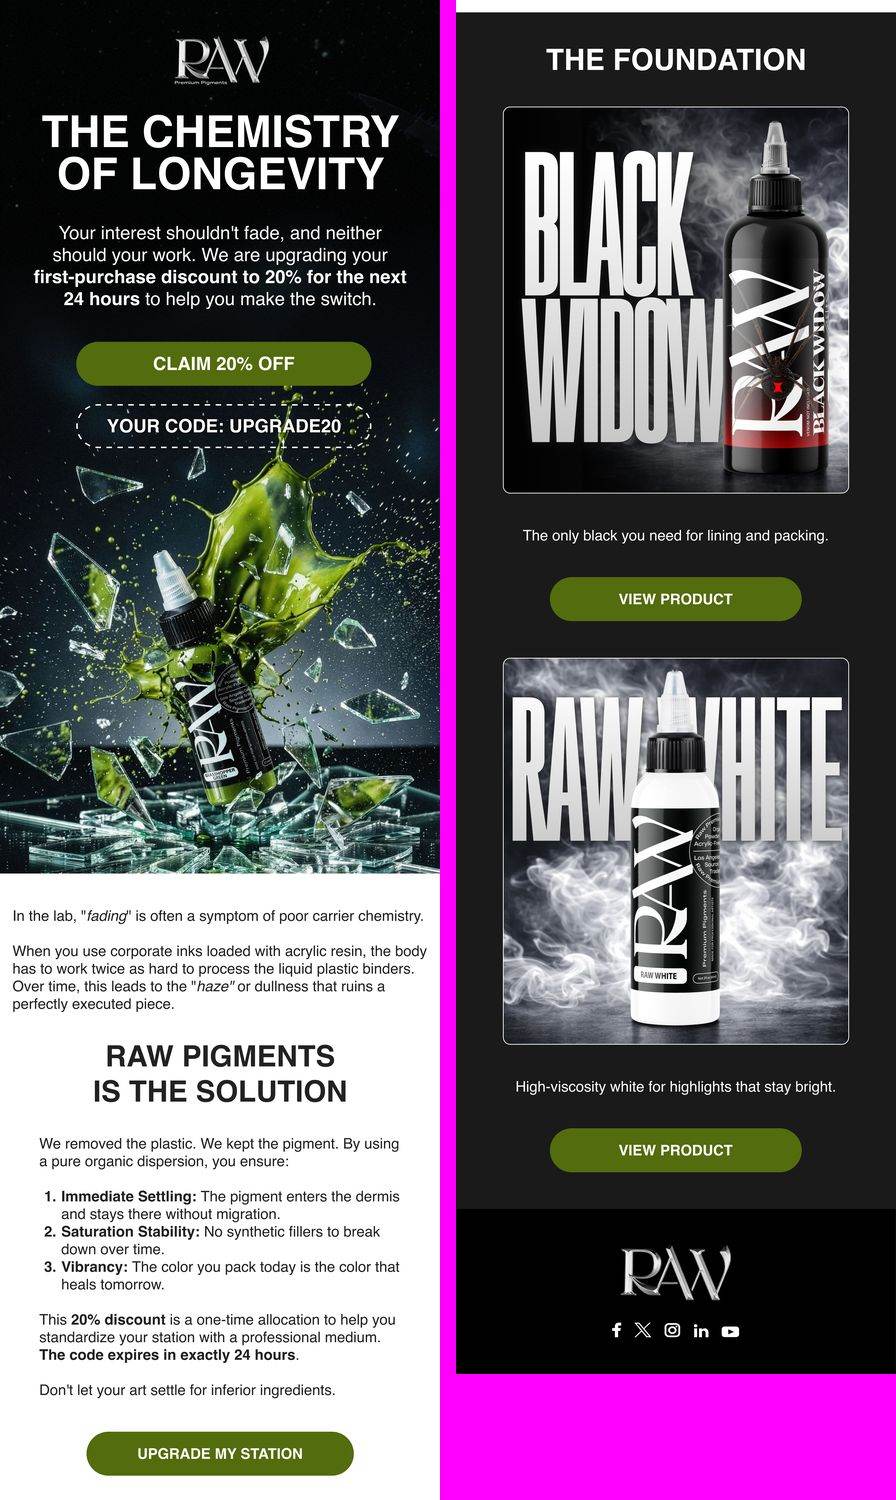 RAW
Premium Pigments
THE CHEMISTRY
OF LONGEVITY
Your interest shouldn't fade, and neither
should your work. We are upgrading your
first-purchase discount to 20% for the next
24 hours to help you make the switch.
CLAIM 20% OFF
YOUR CODE: UPGRADE20
RAW
GRASSHOPPER
GREEN
In the lab, "fading" is often a symptom of poor carrier chemistry.
When you use corporate inks loaded with acrylic resin, the body
has to work twice as hard to process the liquid plastic binders.
Over time, this leads to the "haze" or dullness that ruins a
perfectly executed piece.
RAW PIGMENTS
IS THE SOLUTION
We removed the plastic. We kept the pigment. By using
a pure organic dispersion, you ensure:
1. Immediate Settling: The pigment enters the dermis
and stays there without migration.
2. Saturation Stability: No synthetic fillers to break
down over time.
3. Vibrancy: The color you pack today is the color that
heals tomorrow.
This 20% discount is a one-time allocation to help you
standardize your station with a professional medium.
The code expires in exactly 24 hours.
Don't let your art settle for inferior ingredients.
UPGRADE MY STATION
THE FOUNDATION
BLACK
WIDOW
RAW
BLACK WIDOW
The only black you need for lining and packing.
VIEW PRODUCT
RAW WHITE
RAW
Premium Pigments
RAW WHITE
High-viscosity white for highlights that stay bright.
VIEW PRODUCT
RAW